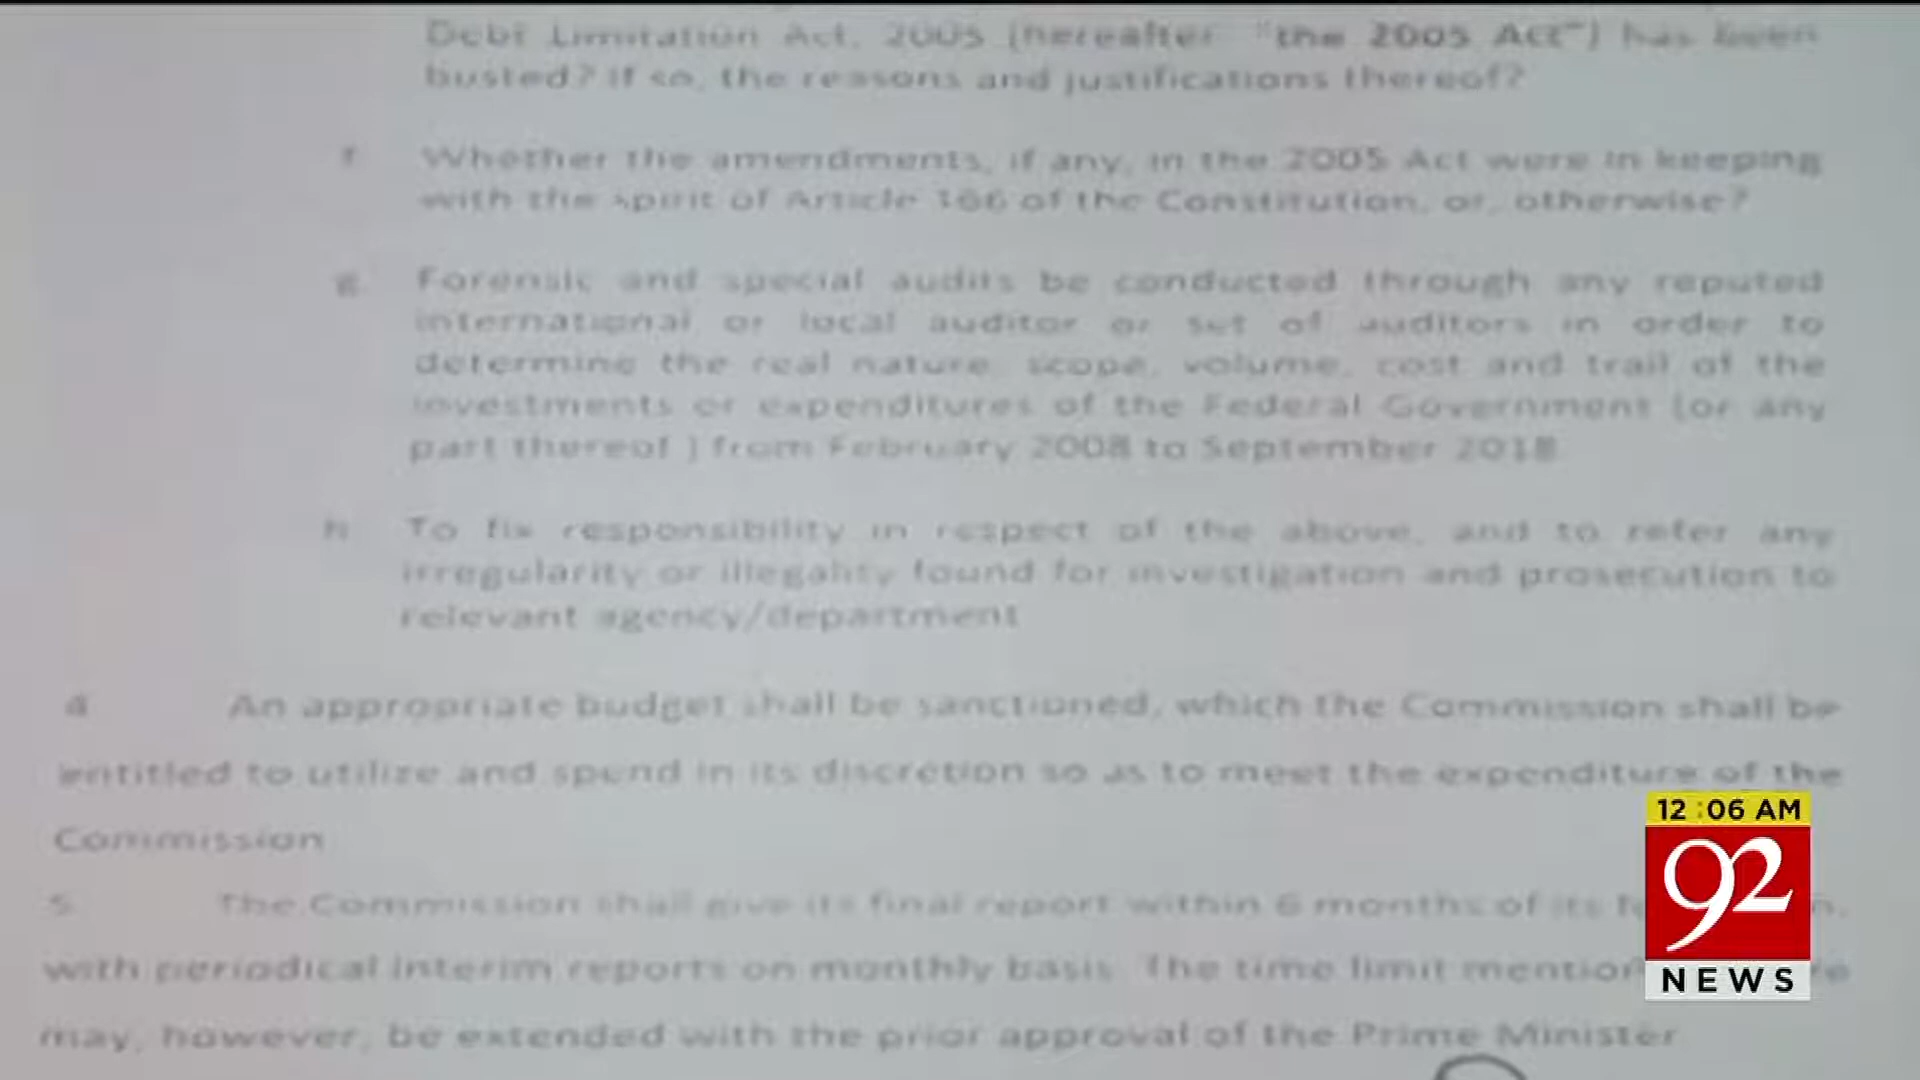 Debt Limitation Act, 2005 (hereafter "the 2005 Act") has been
busted? If so, the reasons and justifications thereof?
f Whether the amendments, if any, in the 2005 Act were in keeping
with the spirit of Article 166 of the Constitution, or, otherwise?
g Forensic and special audits be conducted through any reputed
international or local auditor or set of auditors in order to
determine the real nature, scope, volume, cost and trail of the
investments or expenditures of the Federal Government (or any
part thereof ) from February 2008 to September 2018
h To fix responsibility in respect of the above, and to refer any
irregularity or illegality found for investigation and prosecution to
relevant agency/department
4 An appropriate budget shall be sanctioned, which the Commission shall be
entitled to utilize and spend in its discretion so as to meet the expenditure of the
Commission
5 The Commission shall give its final report within 6 months of its
with periodical interim reports on monthly basis. The time limit
may, however, be extended with the prior approval of the Prime Minister
12:06 AM
92
NEWS